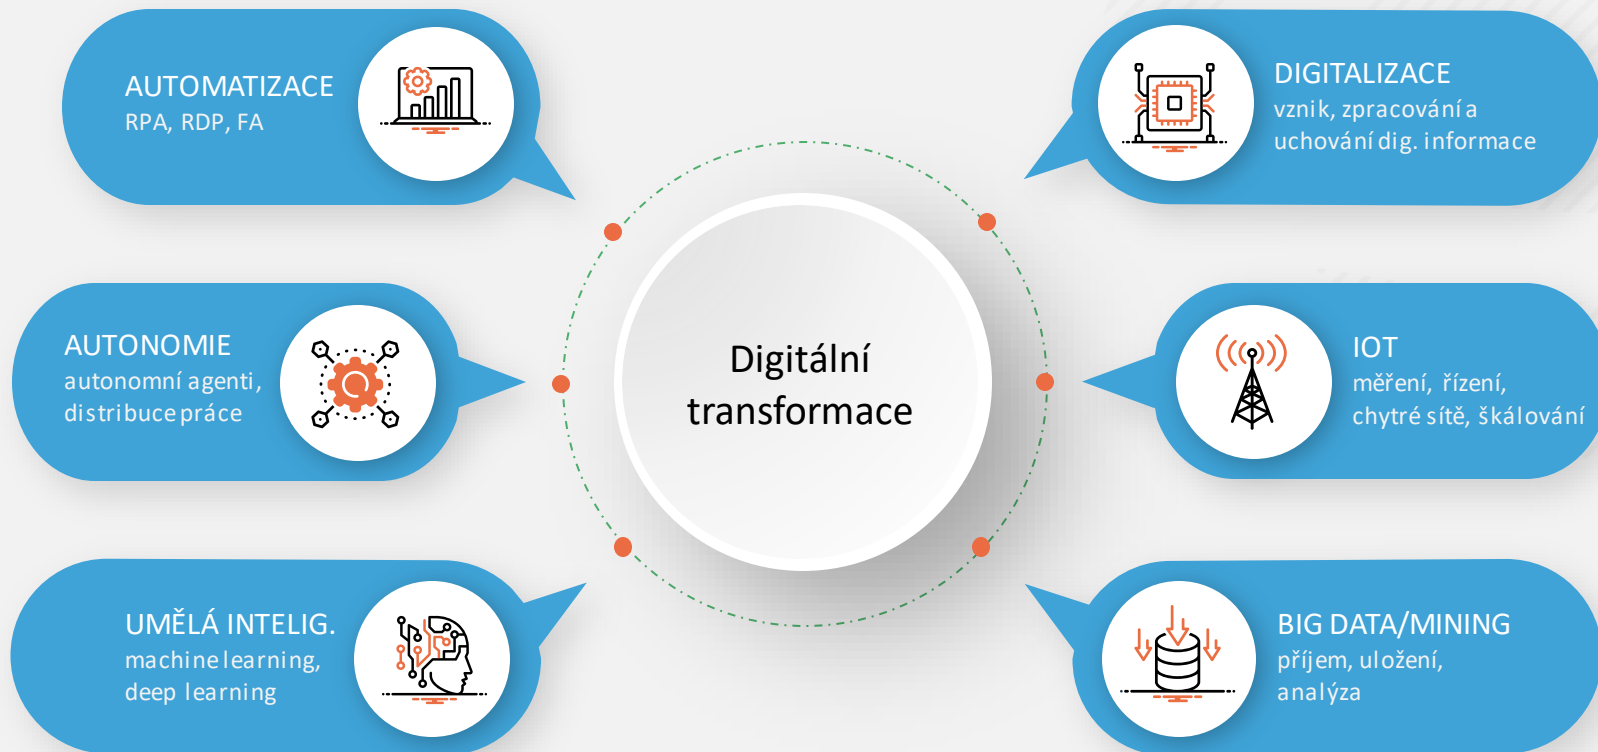 AUTOMATIZACE
RPA, RDP, FA
DIGITALIZACE
vznik, zpracování a
uchování dig. informace
AUTONOMIE
autonomní agenti,
distribuce práce
Digitální
transformace
IOT
měření, řízení,
chytré sítě, škálování
UMĚLÁ INTELIG.
machine learning,
deep learning
BIG DATA/MINING
příjem, uložení,
analýza